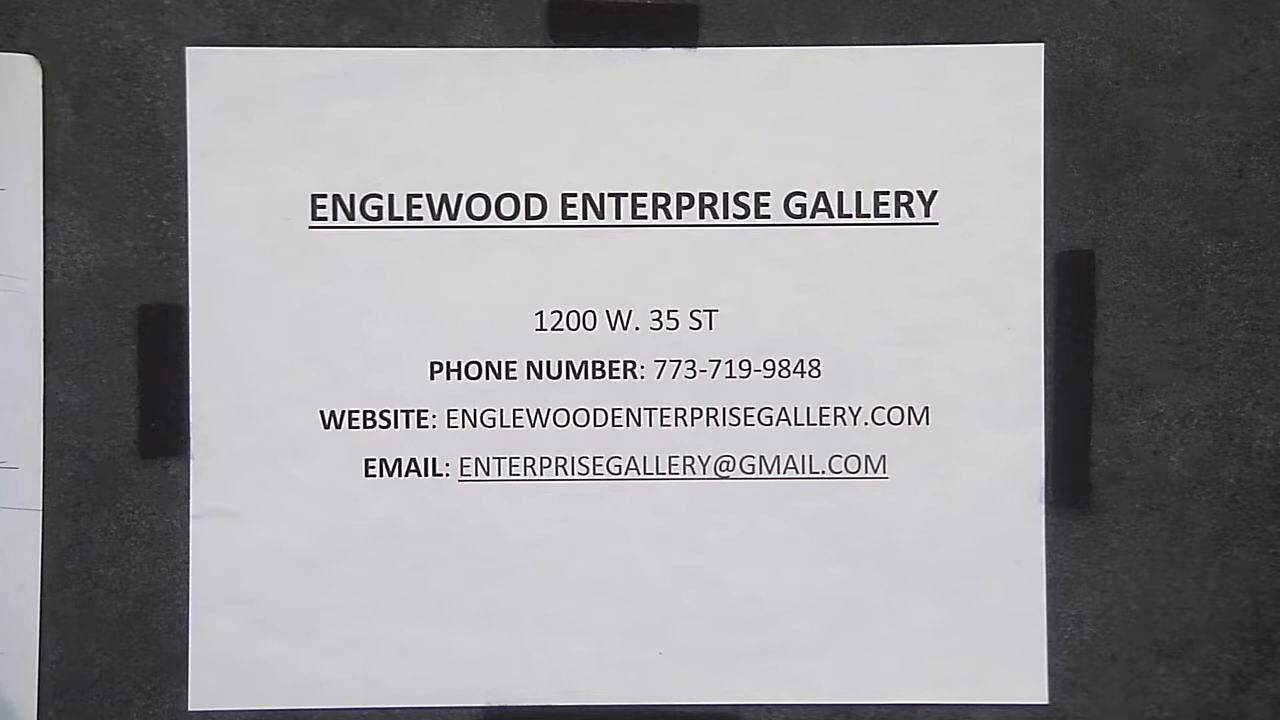 ENGLEWOOD ENTERPRISE GALLERY
1200 W. 35 ST
PHONE NUMBER: 773-719-9848
WEBSITE: ENGLEWOODENTERPRISEGALLERY.COM
EMAIL: ENTERPRISEGALLERY@GMAIL.COM